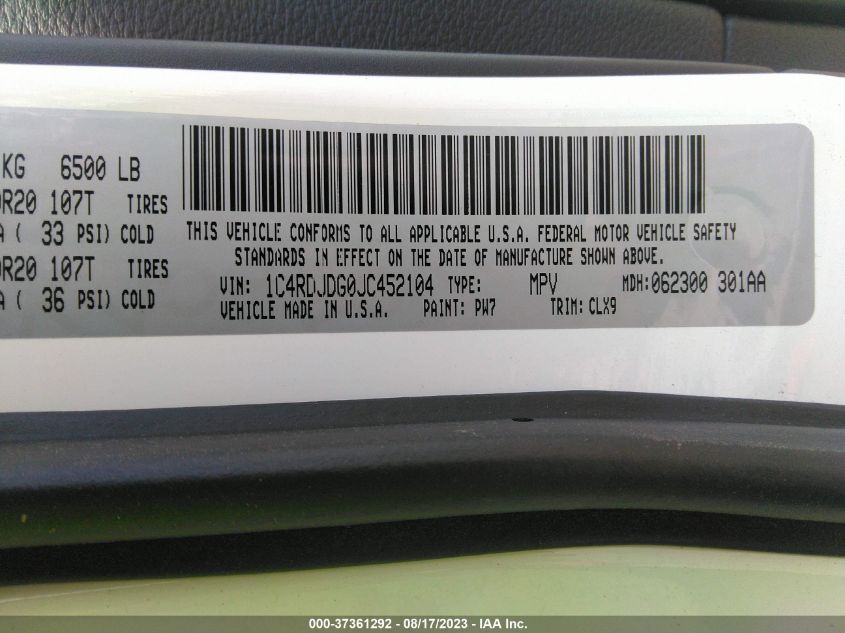 KG 6500 LB
R20 107T TIRES
A ( 33 PSI) COLD
R20 107T TIRES
A ( 36 PSI) COLD
THIS VEHICLE CONFORMS TO ALL APPLICABLE U.S.A. FEDERAL MOTOR VEHICLE SAFETY
STANDARDS IN EFFECT ON THE DATE OF MANUFACTURE SHOWN ABOVE.
VIN: 1C4RDJDG0JC452104 TYPE: MPV MDH:062300 301AA
VEHICLE MADE IN U.S.A. PAINT: PW7 TRIM: CLX9
000-37361292 - 08/17/2023 - IAA Inc.